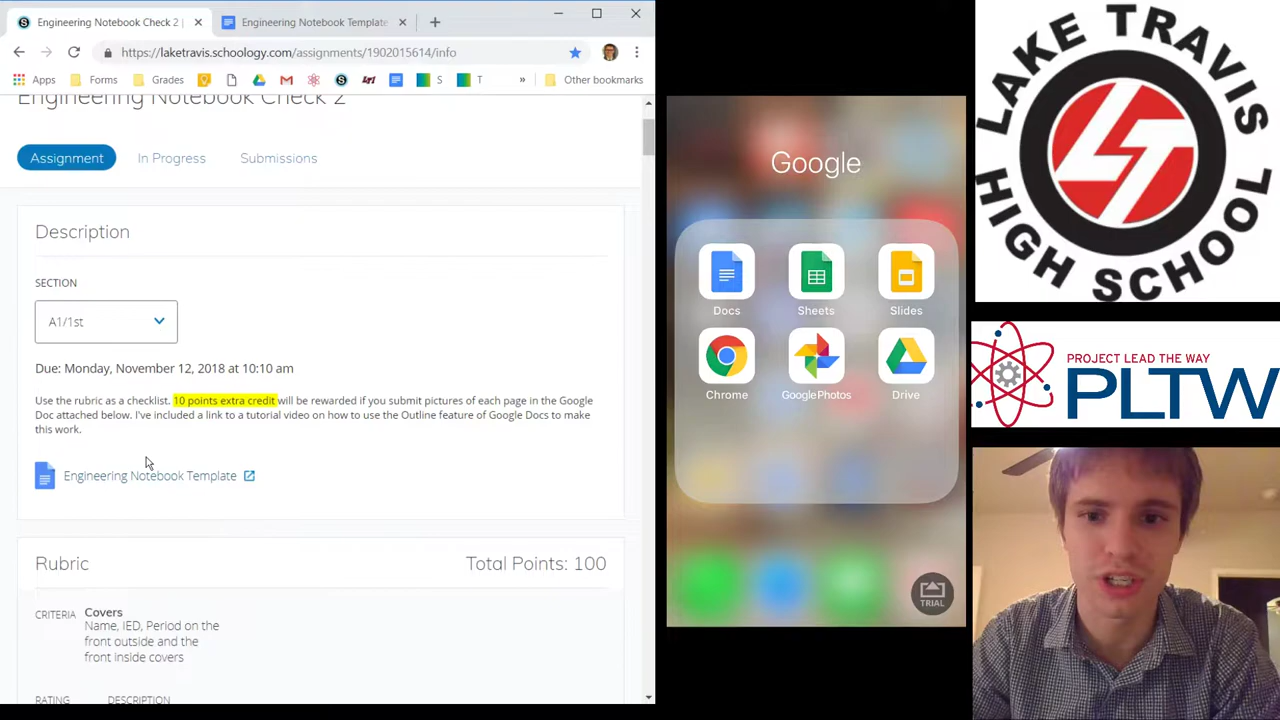 Engineering Notebook Check 2 |
Engineering Notebook Template
https://laketravis.schoology.com/assignments/1902015614/info
Apps
Forms
Grades
S
T
»
Other bookmarks
Engineering Notebook Check 2
Assignment
In Progress
Submissions
Description
SECTION
A1/1st
Due: Monday, November 12, 2018 at 10:10 am
Use the rubric as a checklist. 10 points extra credit will be rewarded if you submit pictures of each page in the Google
Doc attached below. I've included a link to a tutorial video on how to use the Outline feature of Google Docs to make
this work.
Engineering Notebook Template
Rubric
Total Points: 100
CRITERIA
Covers
Name, IED, Period on the
front outside and the
front inside covers
RATING
DESCRIPTION
Google
Docs
Sheets
Slides
Chrome
Google Photos
Drive
TRIAL
LAKE TRAVIS
LT
HIGH SCHOOL
PROJECT LEAD THE WAY
PLTW